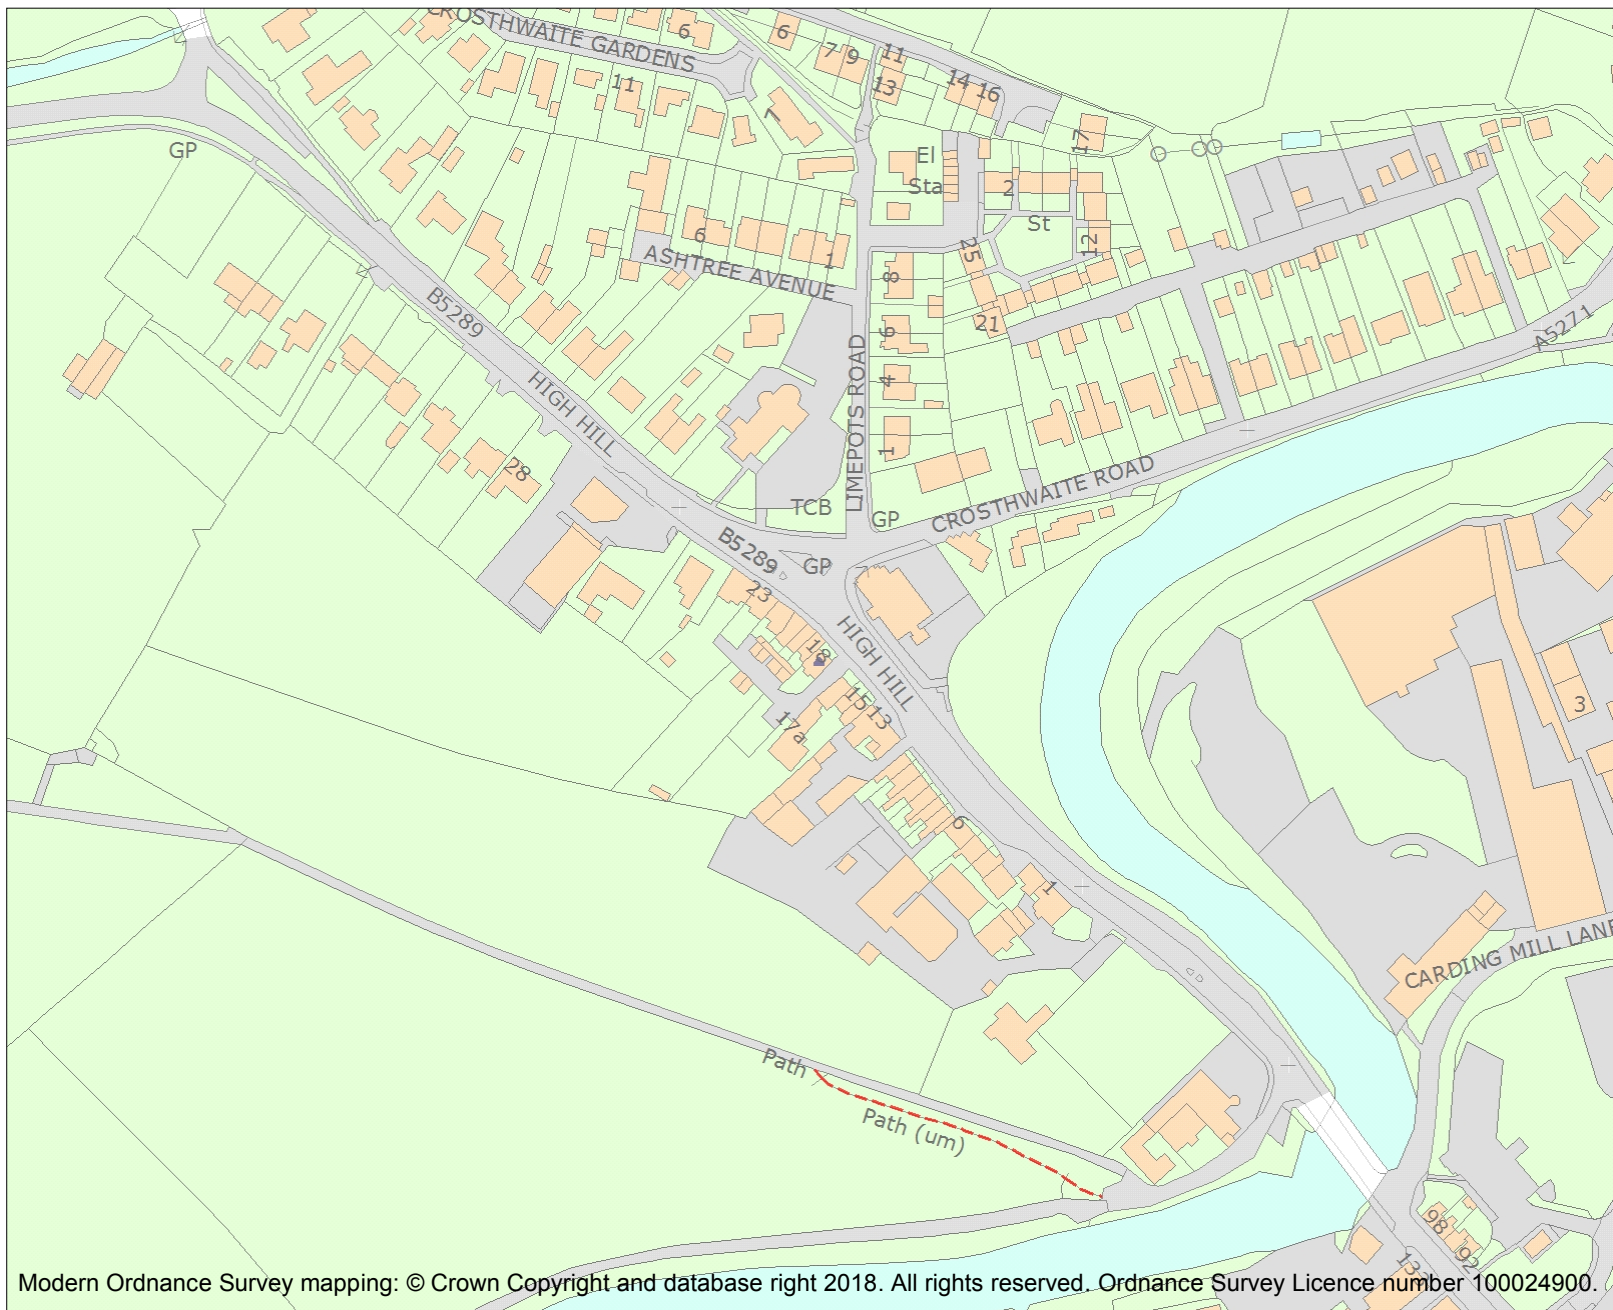 CROSTHWAITE GARDENS
6
6
7
9
11
13
14
16
11
7
17
GP
El
Sta
2
St
12
25
6
1
ASHTREE AVENUE
8
21
B5289
6
4
1
LIMEPOTS ROAD
A5271
HIGH HILL
28
TCB
GP
CROSTHWAITE ROAD
B5289
GP
23
HIGH HILL
18
15
13
17a
3
6
1
CARDING MILL LANE
Path
Path (um)
98
92
Modern Ordnance Survey mapping: © Crown Copyright and database right 2018. All rights reserved. Ordnance Survey Licence number 100024900.